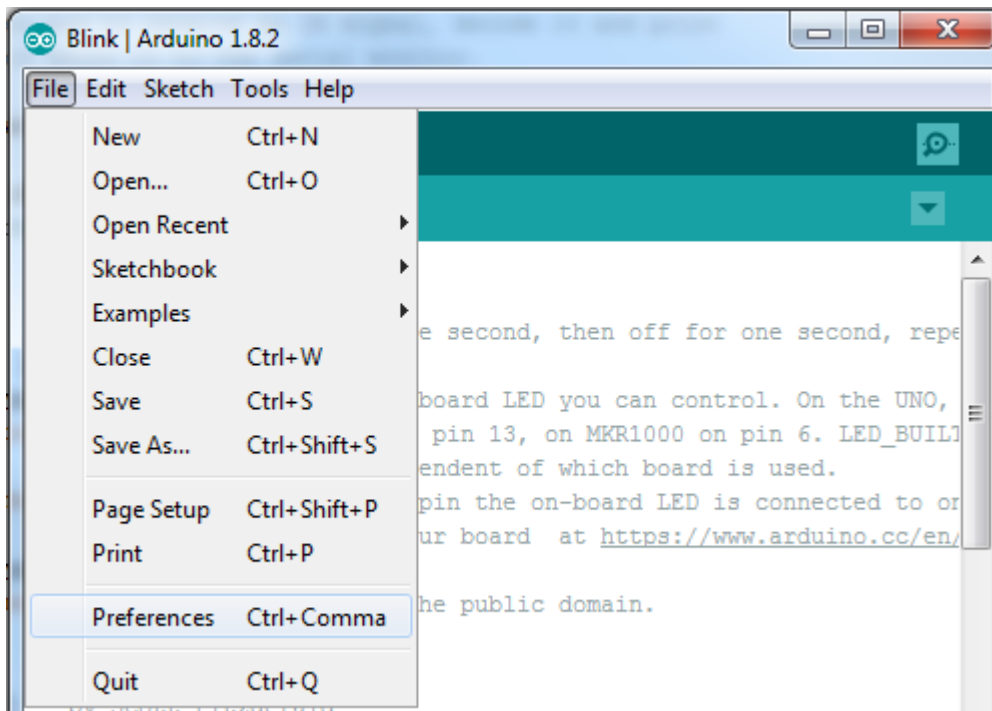 Blink | Arduino 1.8.2
File Edit Sketch Tools Help
New Ctrl+N
Open... Ctrl+O
Open Recent
Sketchbook
Examples
Close Ctrl+W
Save Ctrl+S
Save As... Ctrl+Shift+S
Page Setup Ctrl+Shift+P
Print Ctrl+P
Preferences Ctrl+Comma
Quit Ctrl+Q
e second, then off for one second, repe
board LED you can control. On the UNO,
pin 13, on MKR1000 on pin 6. LED_BUILT
endent of which board is used.
pin the on-board LED is connected to on
ur board at https://www.arduino.cc/en/
he public domain.